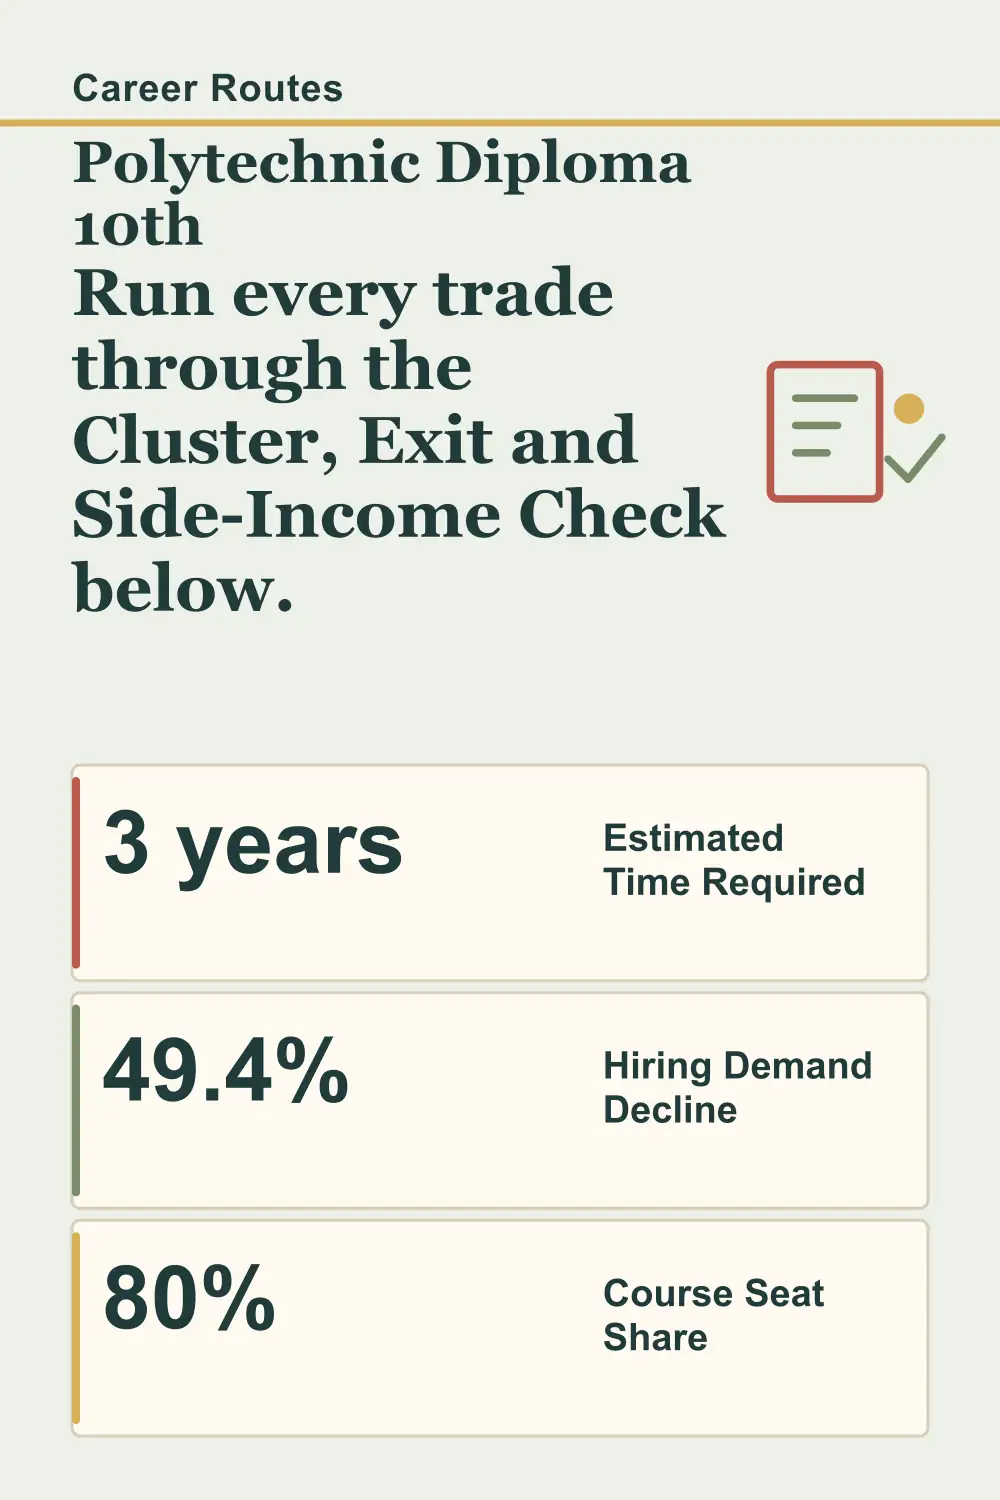 Career Routes
Polytechnic Diploma
10th
Run every trade
through the
Cluster, Exit and
Side-Income Check
below.
3 years
Estimated
Time Required
49.4%
Hiring Demand
Decline
80%
Course Seat
Share